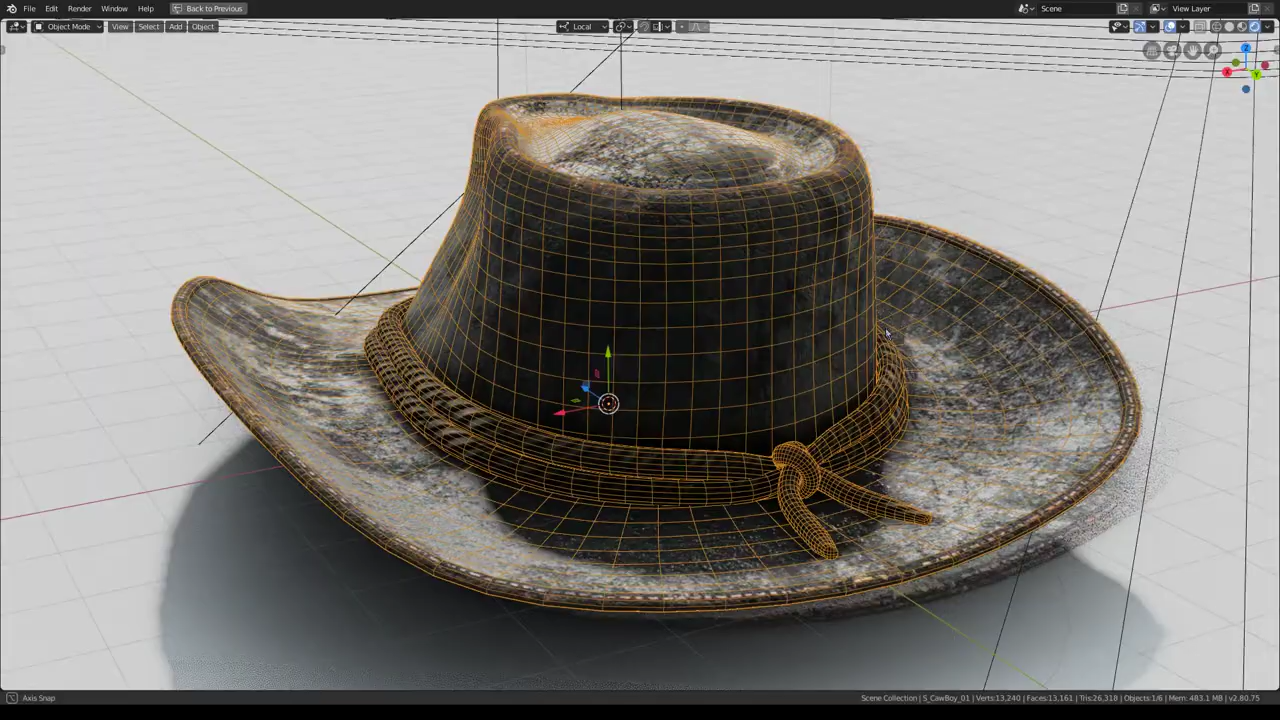 File Edit Render Window Help Back to Previous Scene View Layer
Object Mode View Select Add Object Local
Z
X Y
Axis Snap Scene Collection | S_CawBoy_01 | Verts:13,240 | Faces:13,161 | Tris:26,318 | Objects:1/6 | Mem: 483.1 MB | v2.80.75